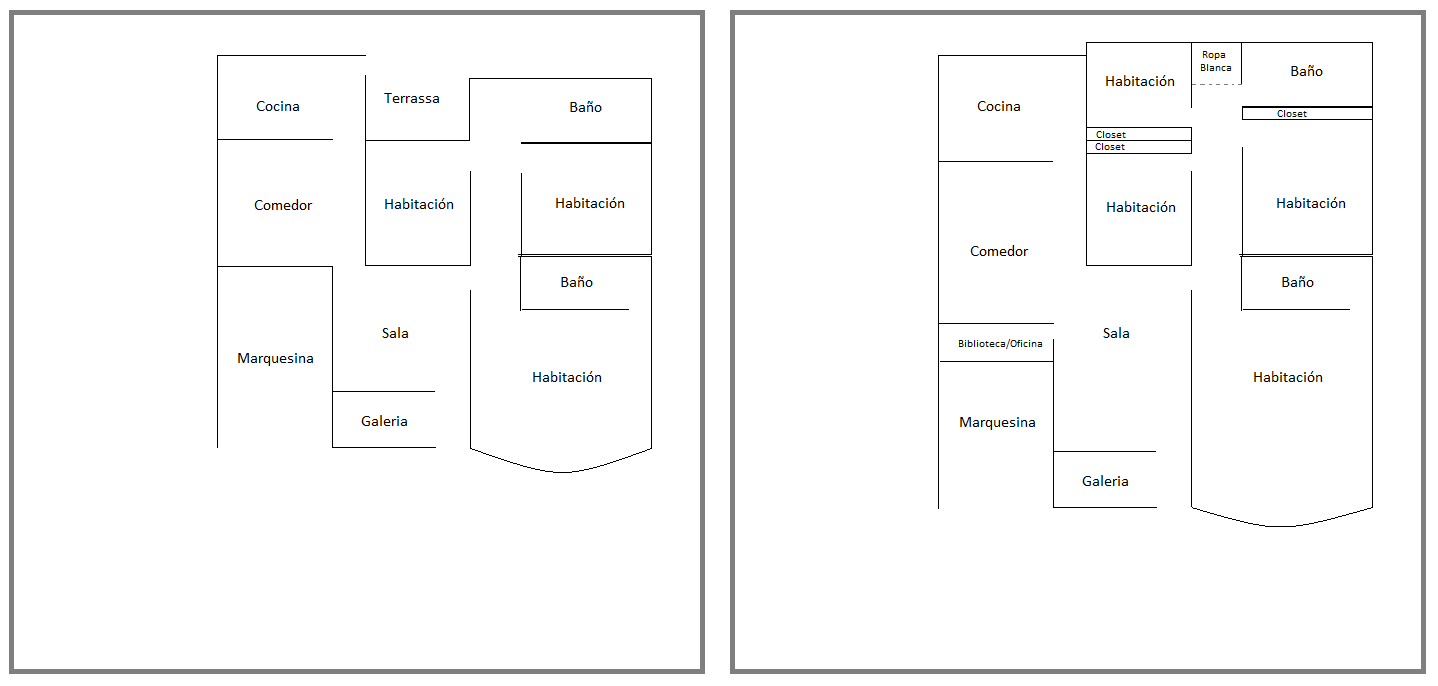 Cocina
Terrassa
Baño
Comedor
Habitación
Habitación
Baño
Sala
Marquesina
Habitación
Galeria
Ropa
Blanca
Habitación
Baño
Cocina
Closet
Closet
Closet
Habitación
Habitación
Comedor
Baño
Sala
Biblioteca/Oficina
Habitación
Marquesina
Galeria